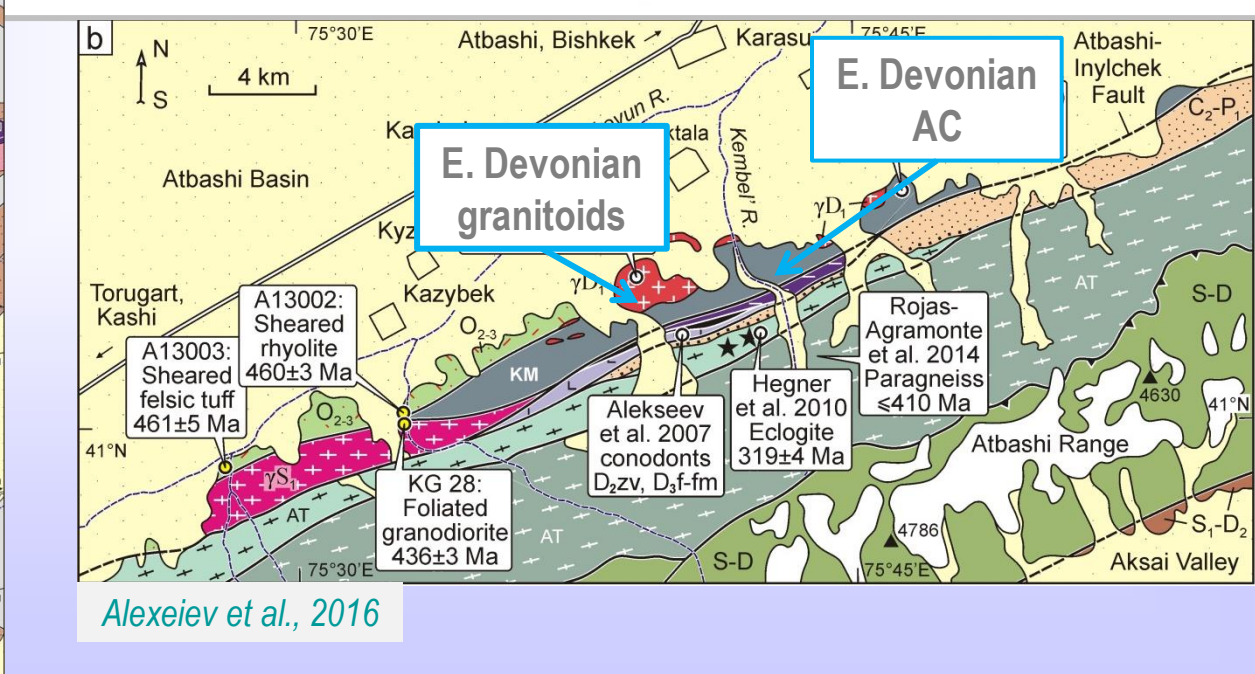 b
N
S
4 km
75°30'E
Atbashi, Bishkek
Karasu
75°45'E
Atbashi-
Inylchek
Fault
C₂-P₁
E. Devonian
AC
E. Devonian
granitoids
Kembel' R.
Atbashi Basin
γD₁
γD₁
Torugart,
Kashi
Kazybek
O₂₋₃
A13002:
Sheared
rhyolite
460±3 Ma
A13003:
Sheared
felsic tuff
461±5 Ma
O₂₋₃
KM
AT
S-D
Rojas-
Agramonte
et al. 2014
Paragneiss
⩽410 Ma
Hegner
et al. 2010
Eclogite
319±4 Ma
Alekseev
et al. 2007
conodonts
D₂zv, D₃f-fm
4630
41°N
Atbashi Range
41°N
γS₁
AT
KG 28:
Foliated
granodiorite
436±3 Ma
AT
AT
4786
S₁-D₂
S-D
75°30'E
75°45'E
Aksai Valley
Alexeiev et al., 2016